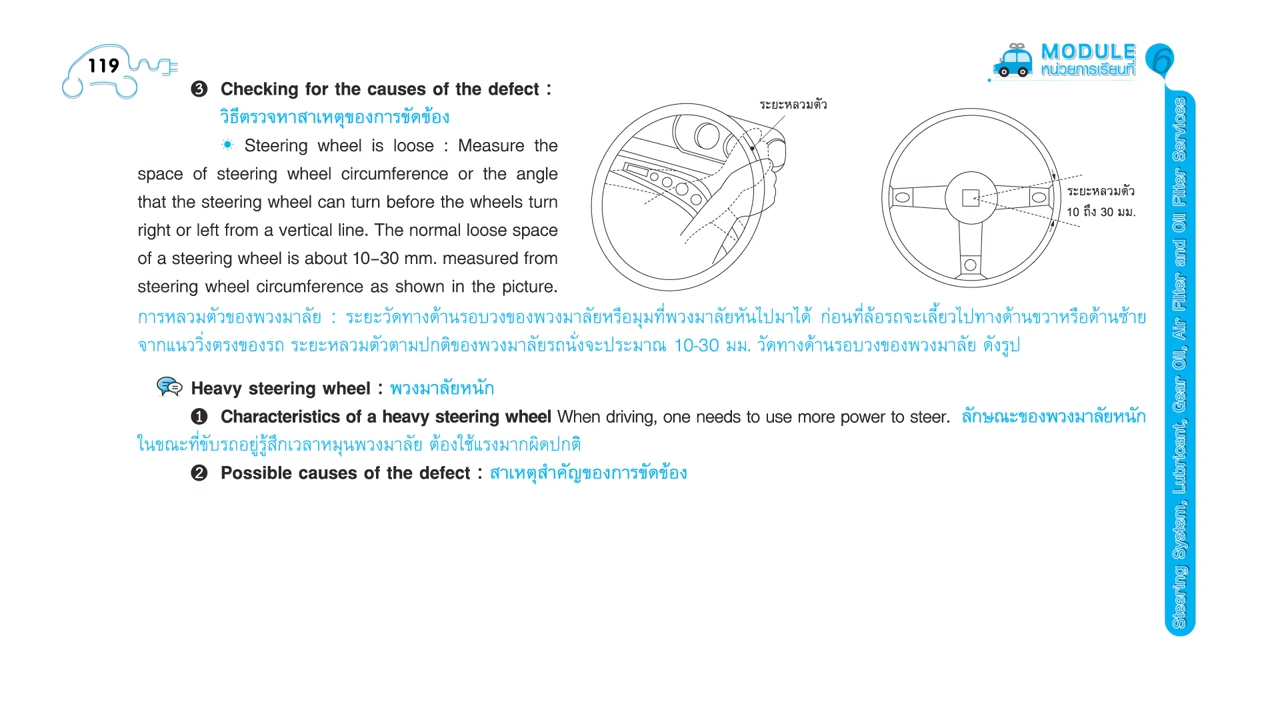 119
MODULE 6
หน่วยการเรียนที่
❸ Checking for the causes of the defect :
วิธีตรวจหาสาเหตุของการขัดข้อง
Steering wheel is loose : Measure the
space of steering wheel circumference or the angle
that the steering wheel can turn before the wheels turn
right or left from a vertical line. The normal loose space
of a steering wheel is about 10–30 mm. measured from
steering wheel circumference as shown in the picture.
ระยะหลวมตัว
ระยะหลวมตัว
10 ถึง 30 มม.
การหลวมตัวของพวงมาลัย : ระยะวัดทางด้านรอบวงของพวงมาลัยหรือมุมที่พวงมาลัยหันไปมาได้ ก่อนที่ล้อรถจะเลี้ยวไปทางด้านขวาหรือด้านซ้าย
จากแนววิ่งตรงของรถ ระยะหลวมตัวตามปกติของพวงมาลัยรถนั่งจะประมาณ 10-30 มม. วัดทางด้านรอบวงของพวงมาลัย ดังรูป
Heavy steering wheel : พวงมาลัยหนัก
❶ Characteristics of a heavy steering wheel When driving, one needs to use more power to steer. ลักษณะของพวงมาลัยหนัก
ในขณะที่ขับรถอยู่รู้สึกเวลาหมุนพวงมาลัย ต้องใช้แรงมากผิดปกติ
❷ Possible causes of the defect : สาเหตุสำคัญของการขัดข้อง
Steering System, Lubricant, Gear Oil, Air Filter and Oil Filter Services